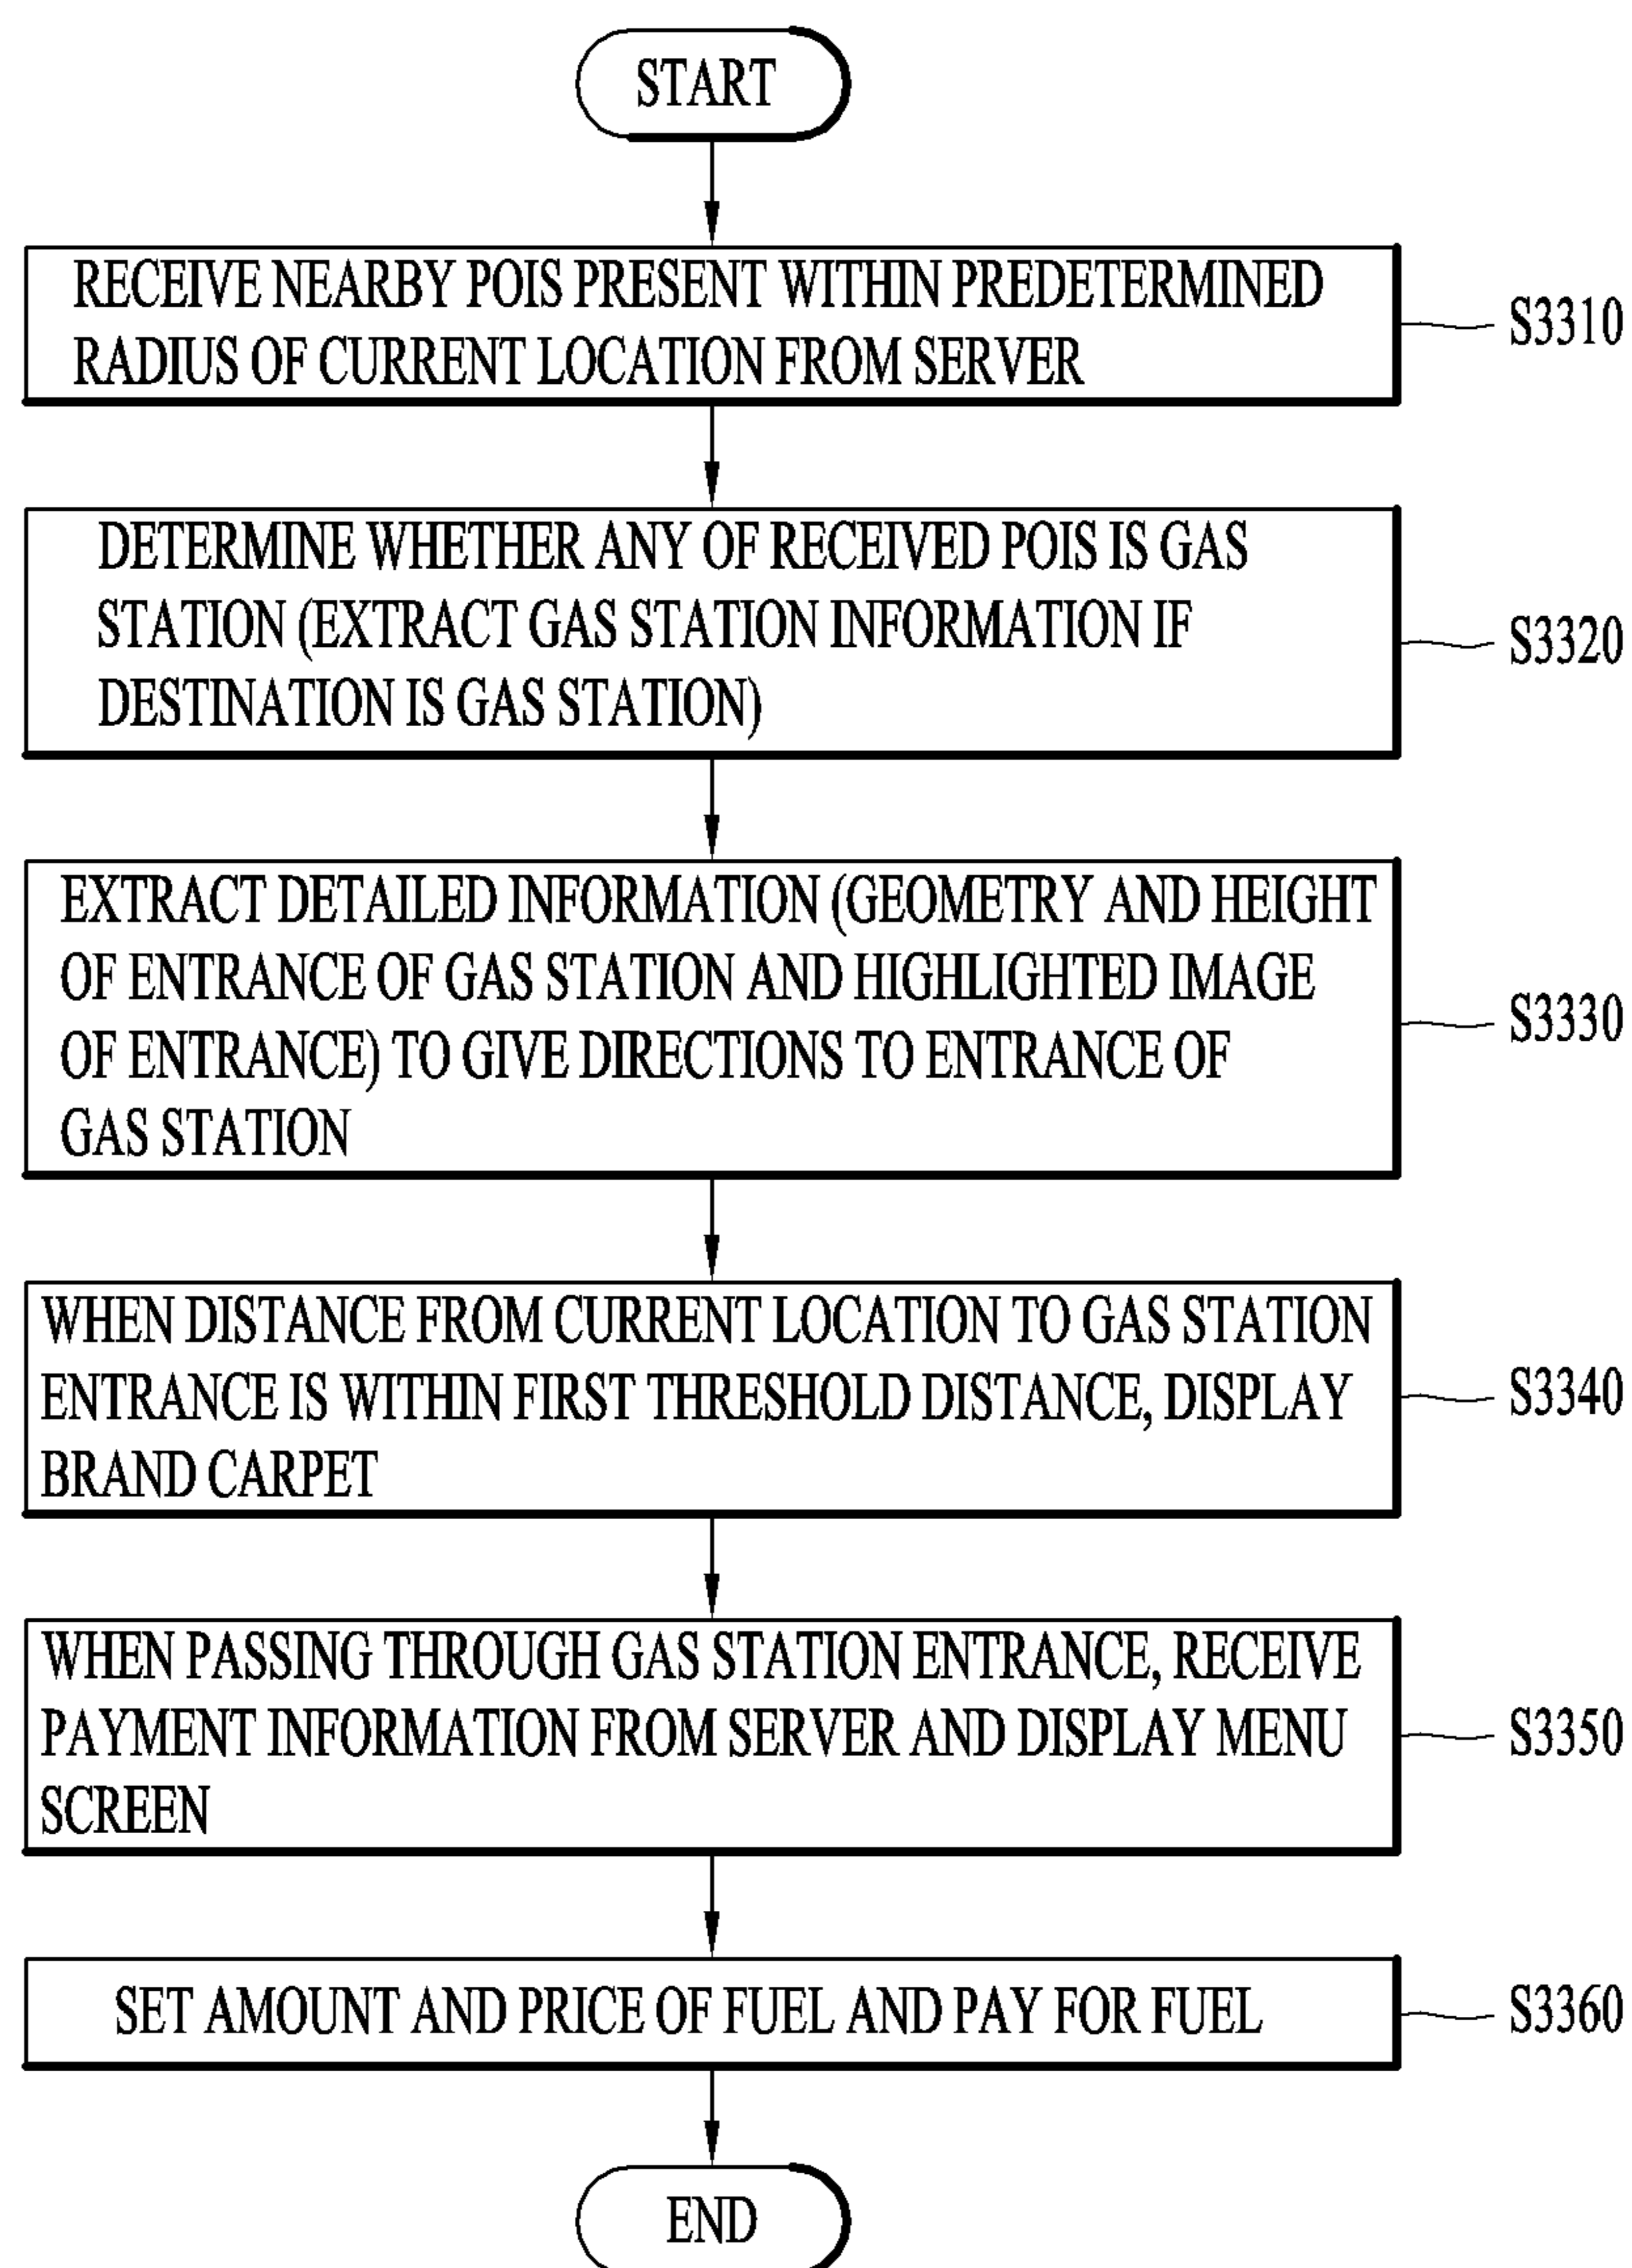 START
RECEIVE NEARBY POIS PRESENT WITHIN PREDETERMINED
RADIUS OF CURRENT LOCATION FROM SERVER
S3310
DETERMINE WHETHER ANY OF RECEIVED POIS IS GAS
STATION (EXTRACT GAS STATION INFORMATION IF
DESTINATION IS GAS STATION)
S3320
EXTRACT DETAILED INFORMATION (GEOMETRY AND HEIGHT
OF ENTRANCE OF GAS STATION AND HIGHLIGHTED IMAGE
OF ENTRANCE) TO GIVE DIRECTIONS TO ENTRANCE OF
GAS STATION
S3330
WHEN DISTANCE FROM CURRENT LOCATION TO GAS STATION
ENTRANCE IS WITHIN FIRST THRESHOLD DISTANCE, DISPLAY
BRAND CARPET
S3340
WHEN PASSING THROUGH GAS STATION ENTRANCE, RECEIVE
PAYMENT INFORMATION FROM SERVER AND DISPLAY MENU
SCREEN
S3350
SET AMOUNT AND PRICE OF FUEL AND PAY FOR FUEL
S3360
END